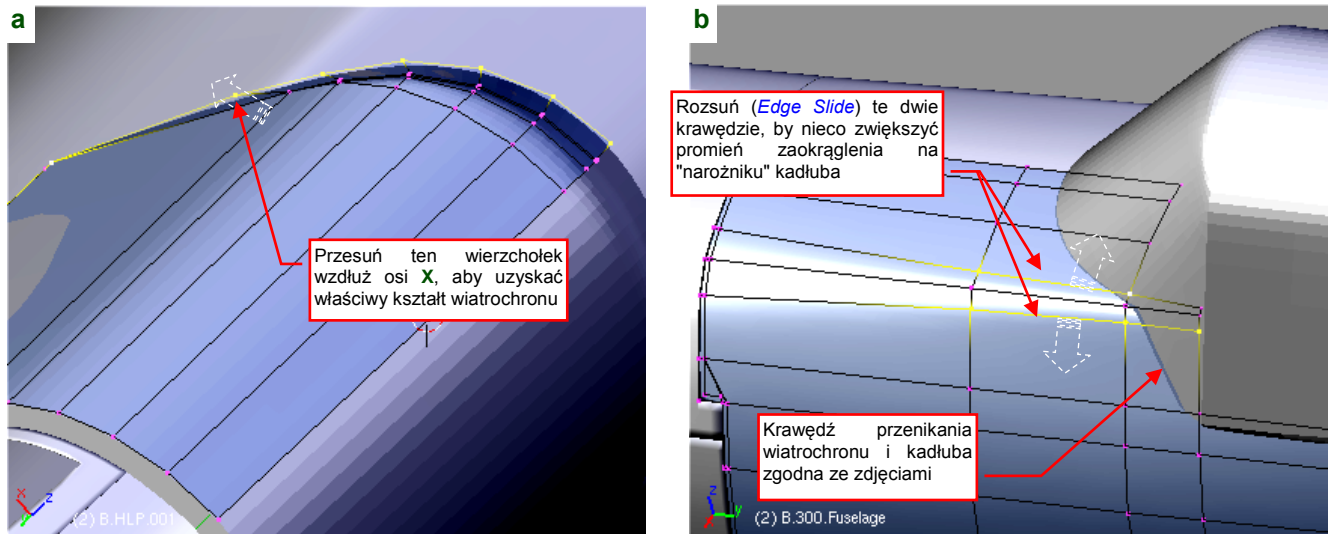 a
Przesuń ten wierzchołek
wzdłuż osi X, aby uzyskać
właściwy kształt wiatrochronu
x
z
y
(2) B.HLP.001
b
Rozsuń (Edge Slide) te dwie
krawędzie, by nieco zwiększyć
promień zaokrąglenia na
"narożniku" kadłuba
Krawędź przenikania
wiatrochronu i kadłuba
zgodna ze zdjęciami
z
y
x
(2) B.300.Fuselage